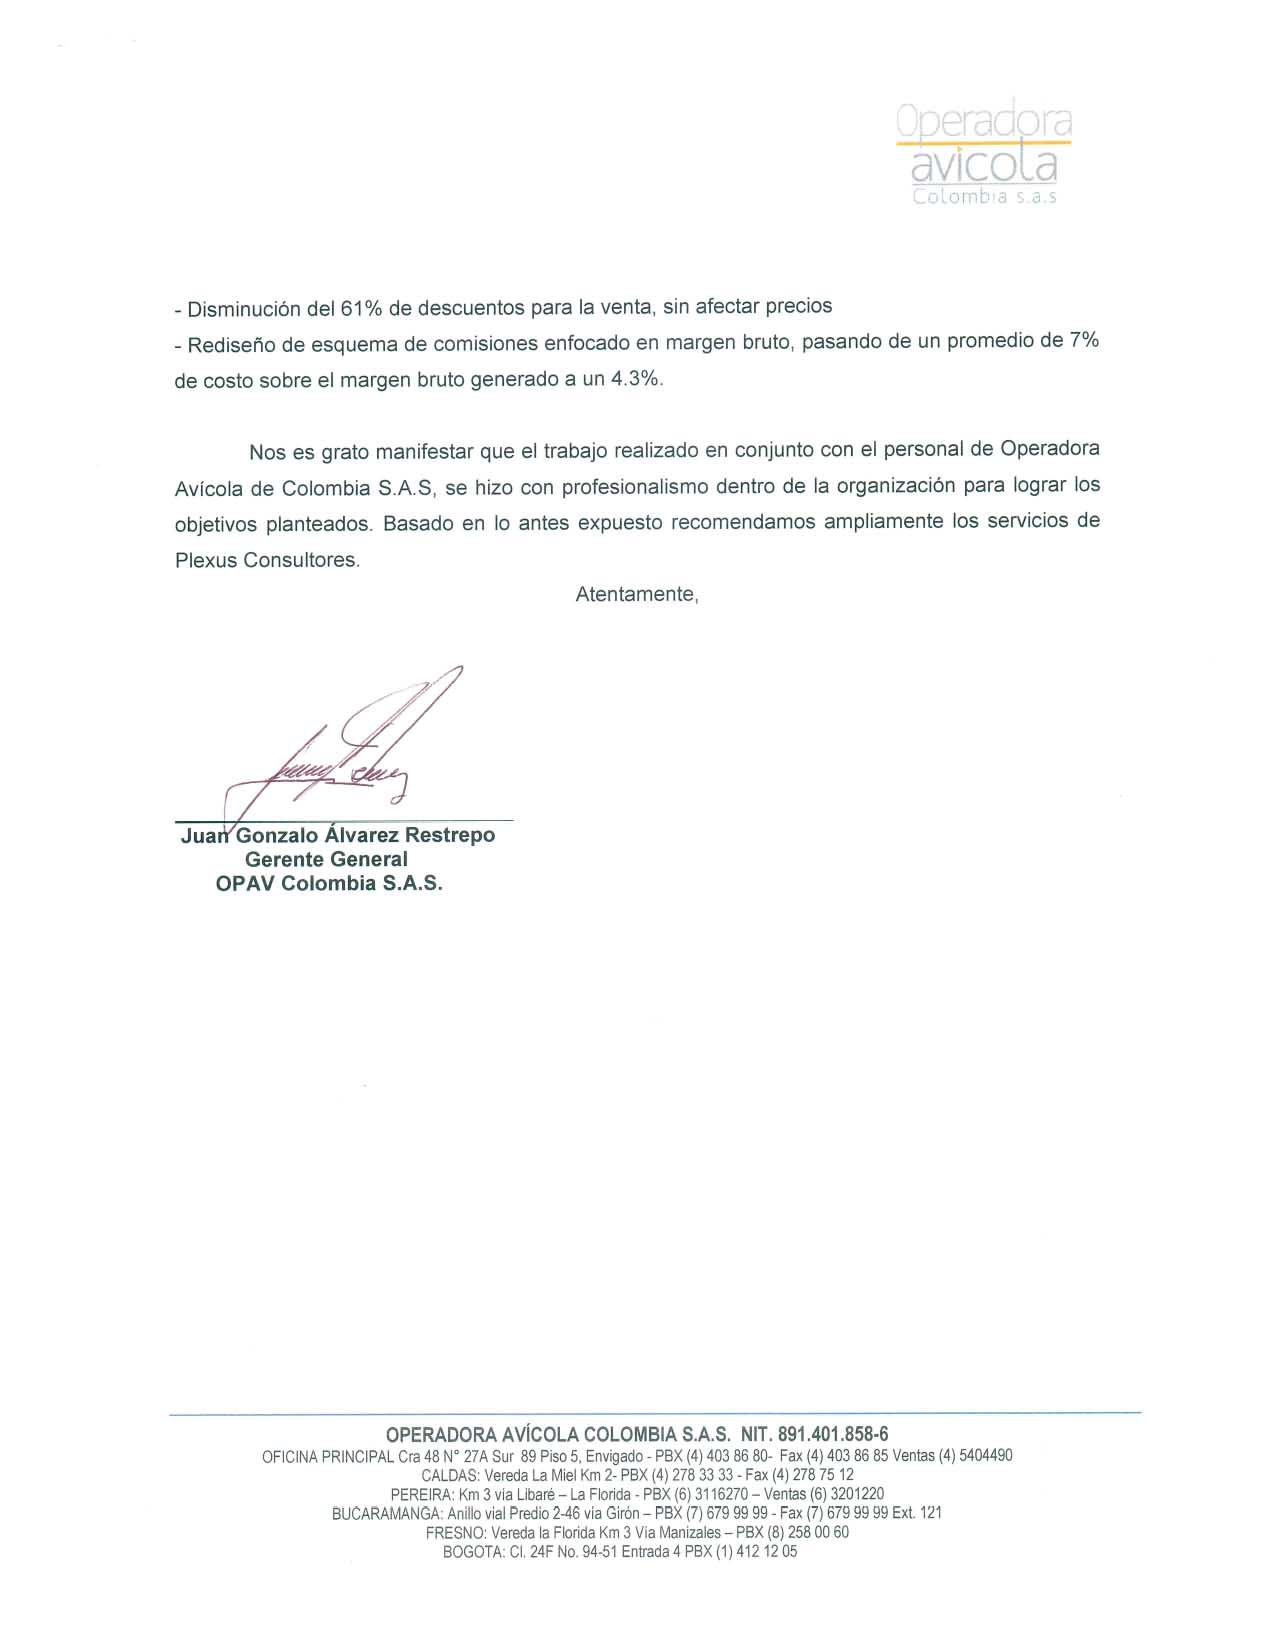 Operadora
avícola
Colombia s.a.s
- Disminución del 61% de descuentos para la venta, sin afectar precios
- Rediseño de esquema de comisiones enfocado en margen bruto, pasando de un promedio de 7%
de costo sobre el margen bruto generado a un 4.3%.
Nos es grato manifestar que el trabajo realizado en conjunto con el personal de Operadora
Avícola de Colombia S.A.S, se hizo con profesionalismo dentro de la organización para lograr los
objetivos planteados. Basado en lo antes expuesto recomendamos ampliamente los servicios de
Plexus Consultores.
Atentamente,
Juan Gonzalo Álvarez Restrepo
Gerente General
OPAV Colombia S.A.S.
OPERADORA AVÍCOLA COLOMBIA S.A.S. NIT. 891.401.858-6
OFICINA PRINCIPAL Cra 48 N° 27A Sur 89 Piso 5, Envigado - PBX (4) 403 86 80- Fax (4) 403 86 85 Ventas (4) 5404490
CALDAS: Vereda La Miel Km 2- PBX (4) 278 33 33 - Fax (4) 278 75 12
PEREIRA: Km 3 via Libaré – La Florida - PBX (6) 3116270 – Ventas (6) 3201220
BUCARAMANGA: Anillo vial Predio 2-46 via Girón – PBX (7) 679 99 99 - Fax (7) 679 99 99 Ext. 121
FRESNO: Vereda la Florida Km 3 Via Manizales – PBX (8) 258 00 60
BOGOTA: Cl. 24F No. 94-51 Entrada 4 PBX (1) 412 12 05